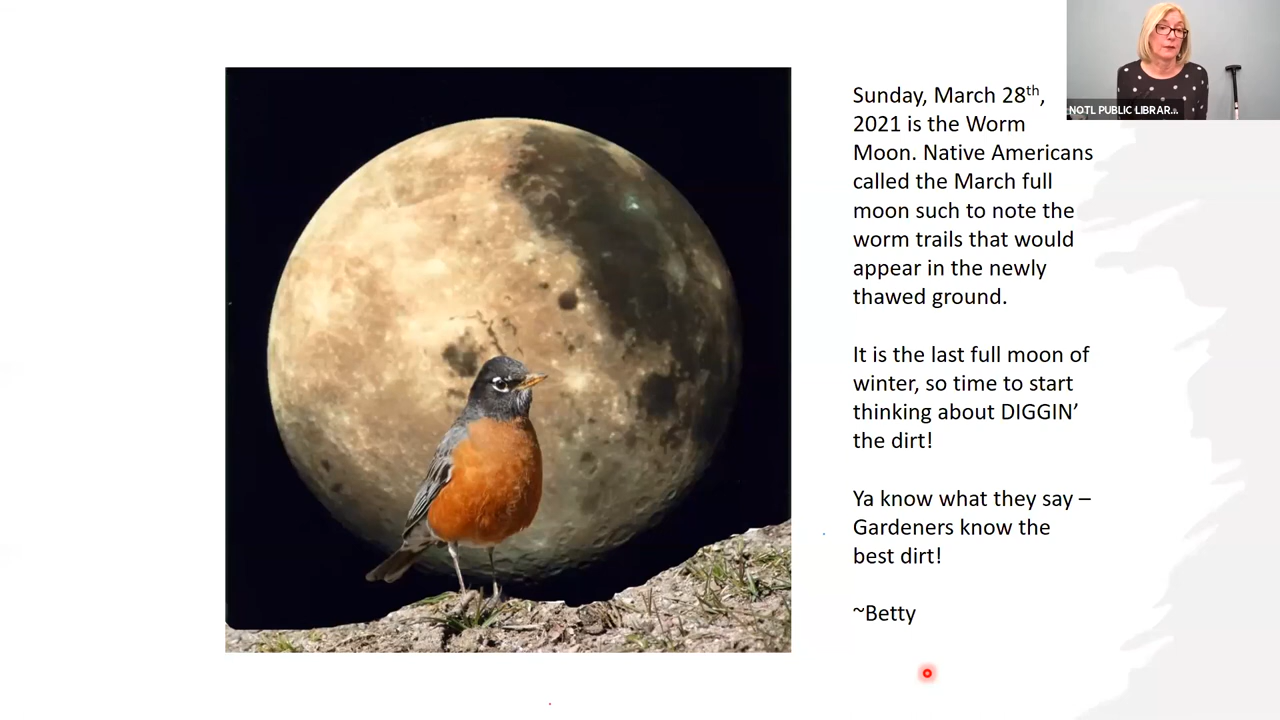 Sunday, March 28th,
2021 is the Worm
Moon. Native Americans
called the March full
moon such to note the
worm trails that would
appear in the newly
thawed ground.
It is the last full moon of
winter, so time to start
thinking about DIGGIN’
the dirt!
Ya know what they say –
Gardeners know the
best dirt!
~Betty
NOTL PUBLIC LIBRAR...